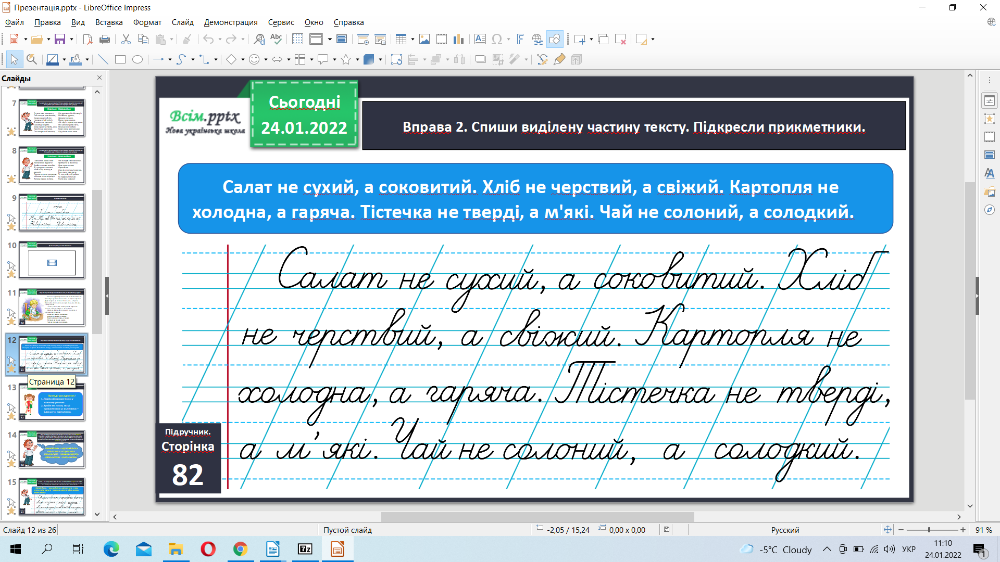 Презентація.pptx - LibreOffice Impress
Файл Правка Вид Вставка Формат Слайд Демонстрация Сервис Окно Справка
Слайды
7
8
9
10
11
12
Страница 12
13
14
15
Всім.pptx
Нова українська школа
Сьогодні
24.01.2022
Вправа 2. Спиши виділену частину тексту. Підкресли прикметники.
Салат не сухий, а соковитий. Хліб не черствий, а свіжий. Картопля не
холодна, а гаряча. Тістечка не тверді, а м'які. Чай не солоний, а солодкий.
Салат не сухий, а соковитий. Хліб
не черствий, а свіжий. Картопля не
холодна, а гаряча. Тістечка не тверді,
а м’які. Чай не солоний, а солодкий.
Підручник.
Сторінка
82
Слайд 12 из 26
Пустой слайд
-2,05 / 15,24
0,00 x 0,00
Русский
91 %
-5°C Cloudy
УКР
11:10
24.01.2022
1